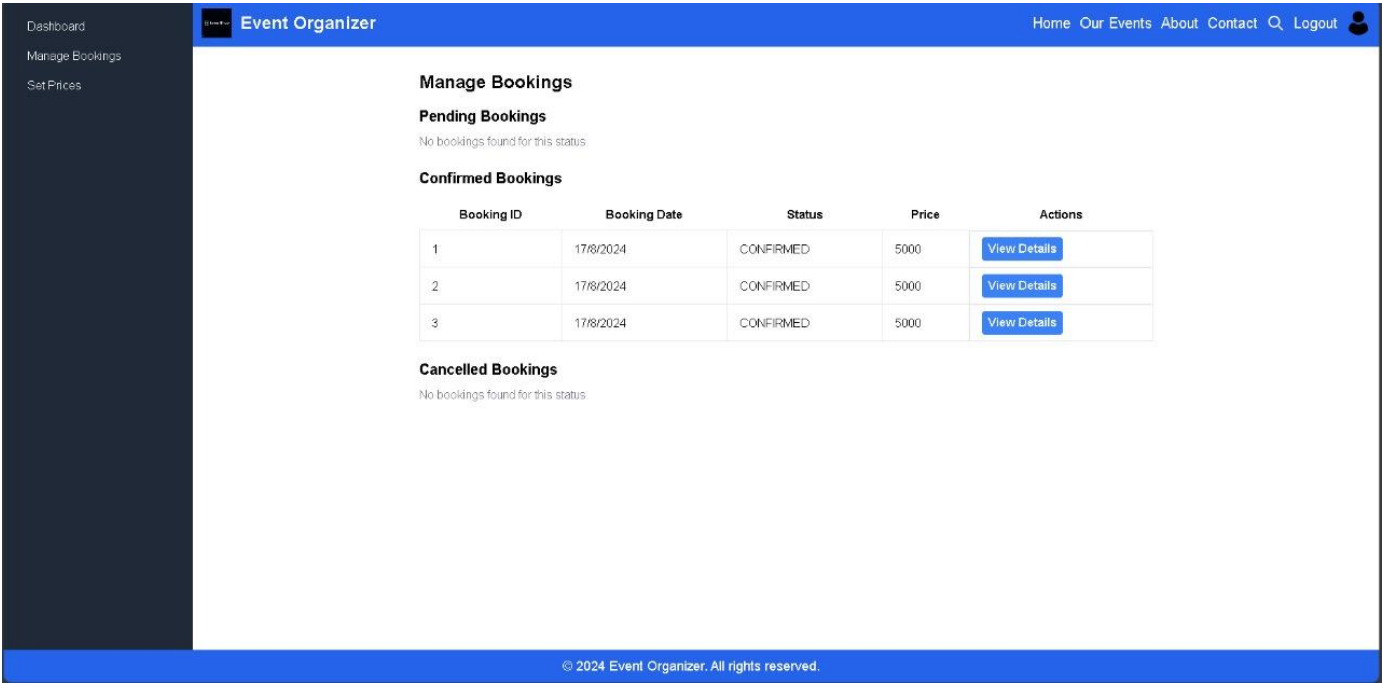 Dashboard
Manage Bookings
Set Prices
Event Organizer
Home Our Events About Contact Logout
Manage Bookings
Pending Bookings
No bookings found for this status
Confirmed Bookings
Booking ID Booking Date Status Price Actions
1 17/8/2024 CONFIRMED 5000 View Details
2 17/8/2024 CONFIRMED 5000 View Details
3 17/8/2024 CONFIRMED 5000 View Details
Cancelled Bookings
No bookings found for this status
© 2024 Event Organizer. All rights reserved.